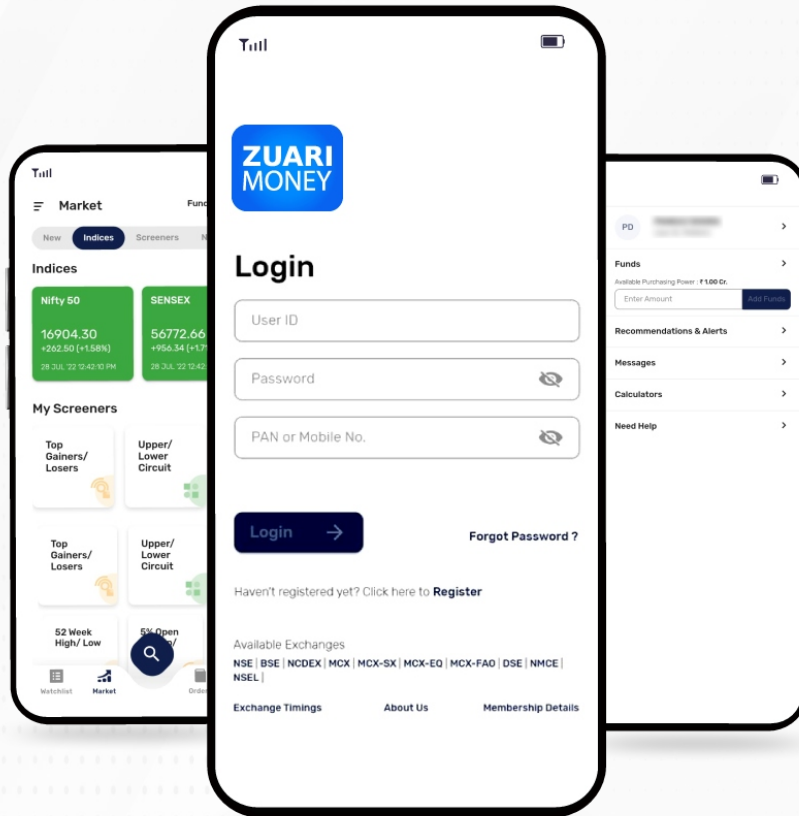 Market
Fund
New
Indices
Screeners
N
Indices
Nifty 50
16904.30
+262.50 (+1.58%)
28 JUL '22 12:42:10 PM
SENSEX
56772.66
+956.34 (+1.7
28 JUL '22 12:42:
My Screeners
Top
Gainers/
Losers
Upper/
Lower
Circuit
Top
Gainers/
Losers
Upper/
Lower
Circuit
52 Week
High/ Low
5% Open
Watchlist
Market
Order
ZUARI
MONEY
Login
User ID
Password
PAN or Mobile No.
Login
Forgot Password ?
Haven't registered yet? Click here to Register
Available Exchanges
NSE | BSE | NCDEX | MCX | MCX-SX | MCX-EQ | MCX-FAO | DSE | NMCE |
NSEL |
Exchange Timings
About Us
Membership Details
PD
Funds
Available Purchasing Power : ₹ 1.00 Cr.
Enter Amount
Add Funds
Recommendations & Alerts
Messages
Calculators
Need Help